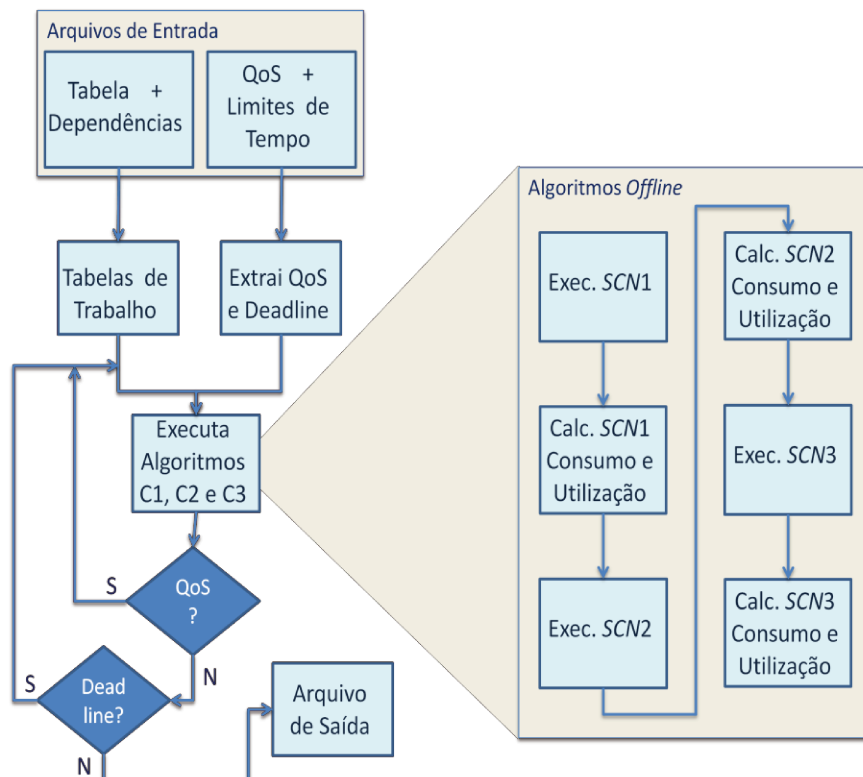 Arquivos de Entrada
Tabela +
Dependências
QoS +
Limites de
Tempo
Tabelas de
Trabalho
Extrai QoS
e Deadline
Executa
Algoritmos
C1, C2 e C3
S
QoS
?
N
S
Dead
line?
N
Arquivo
de Saída
Algoritmos Offline
Exec. SCN1
Calc. SCN1
Consumo e
Utilização
Exec. SCN2
Calc. SCN2
Consumo e
Utilização
Exec. SCN3
Calc. SCN3
Consumo e
Utilização